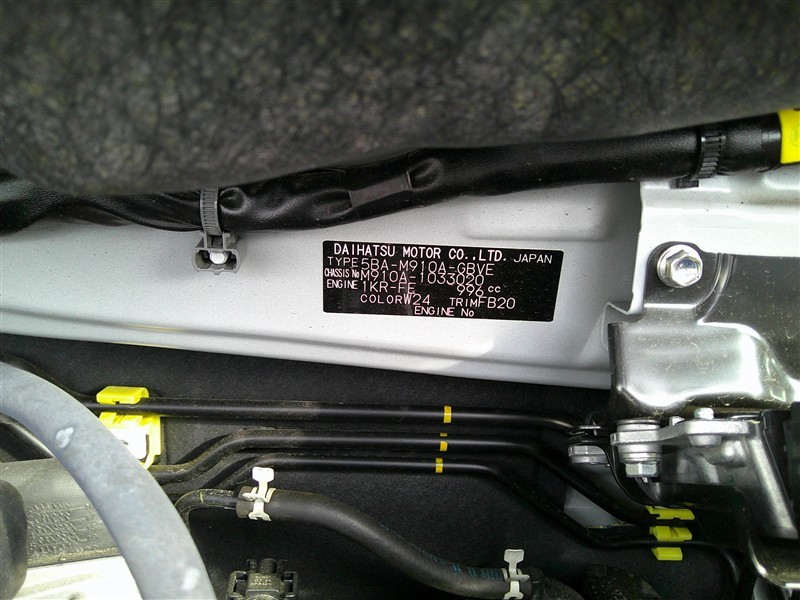 DAIHATSU MOTOR CO.,LTD. JAPAN
TYPE 5BA-M910A-GBVE
CHASSIS No M910A-1033020
ENGINE 1KR-FE 996 cc
COLOR W24 TRIM FB20
ENGINE No